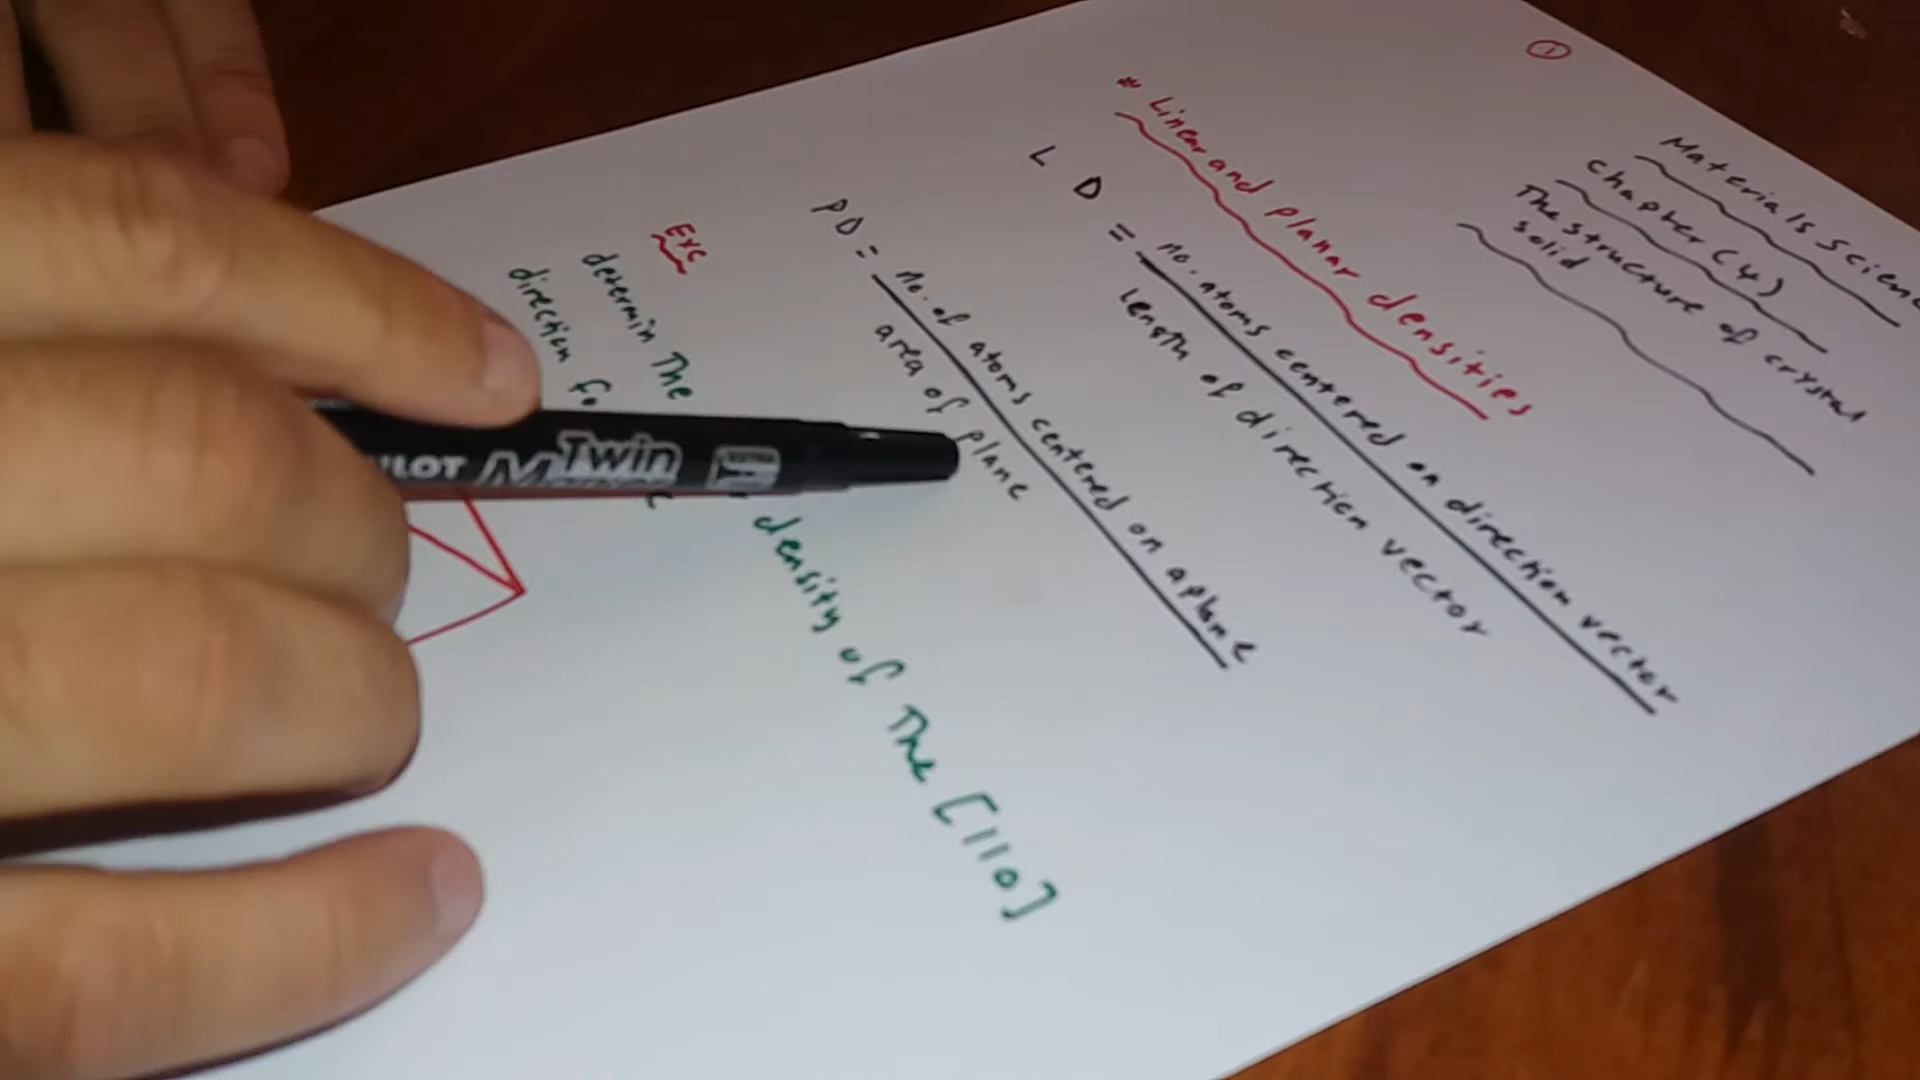 ①
Materials Scienc
Chapter (4)
The structure of crystal
solid
* Linear and planar densities
L D = no. atoms centered on direction vector
Length of direction vector
PD = no. of atoms centered on a plane
area of plane
Exc
determin The density of The [110]
direction fo
PILOT Twin